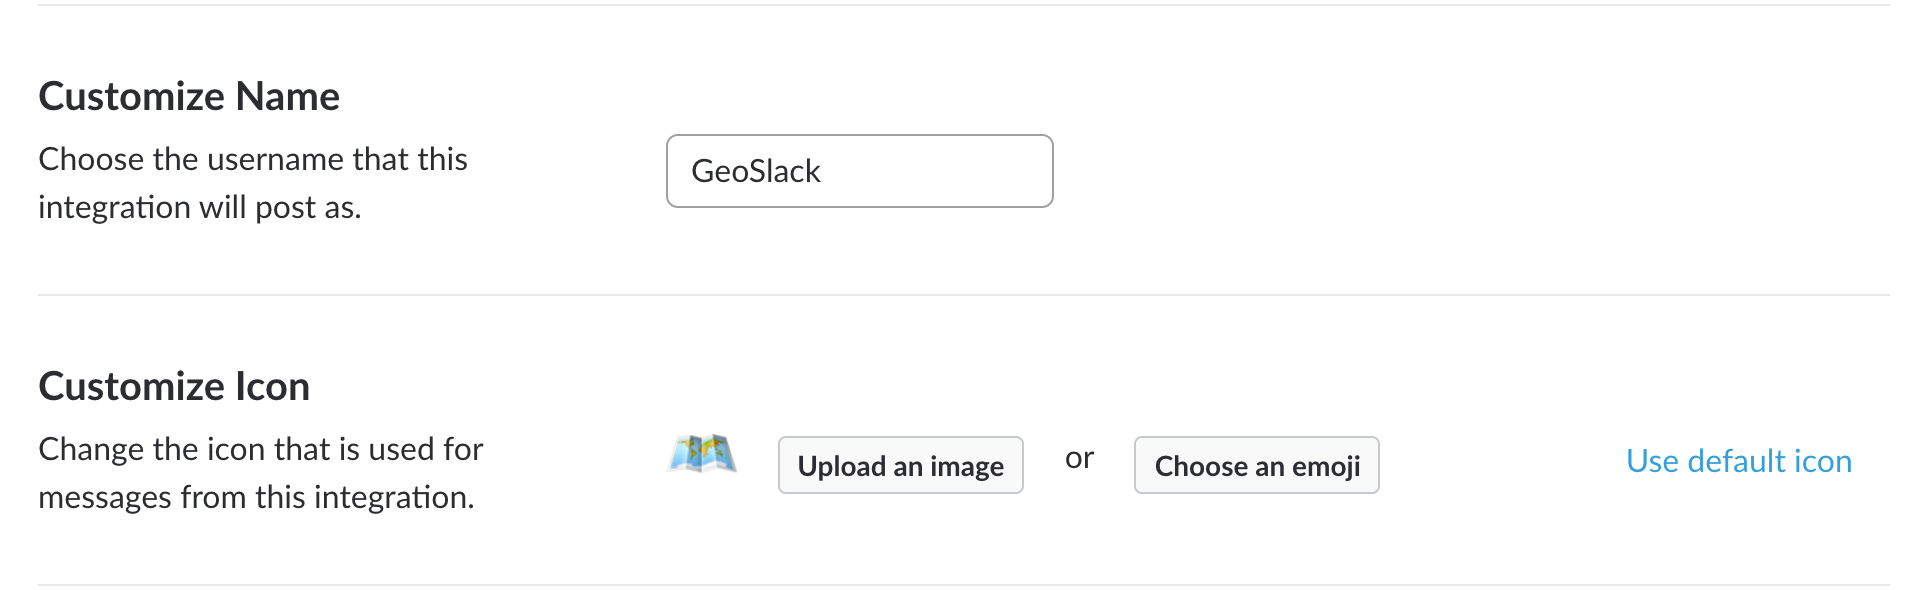 Customize Name
Choose the username that this
integration will post as.
GeoSlack
Customize Icon
Change the icon that is used for
messages from this integration.
Upload an image
or
Choose an emoji
Use default icon